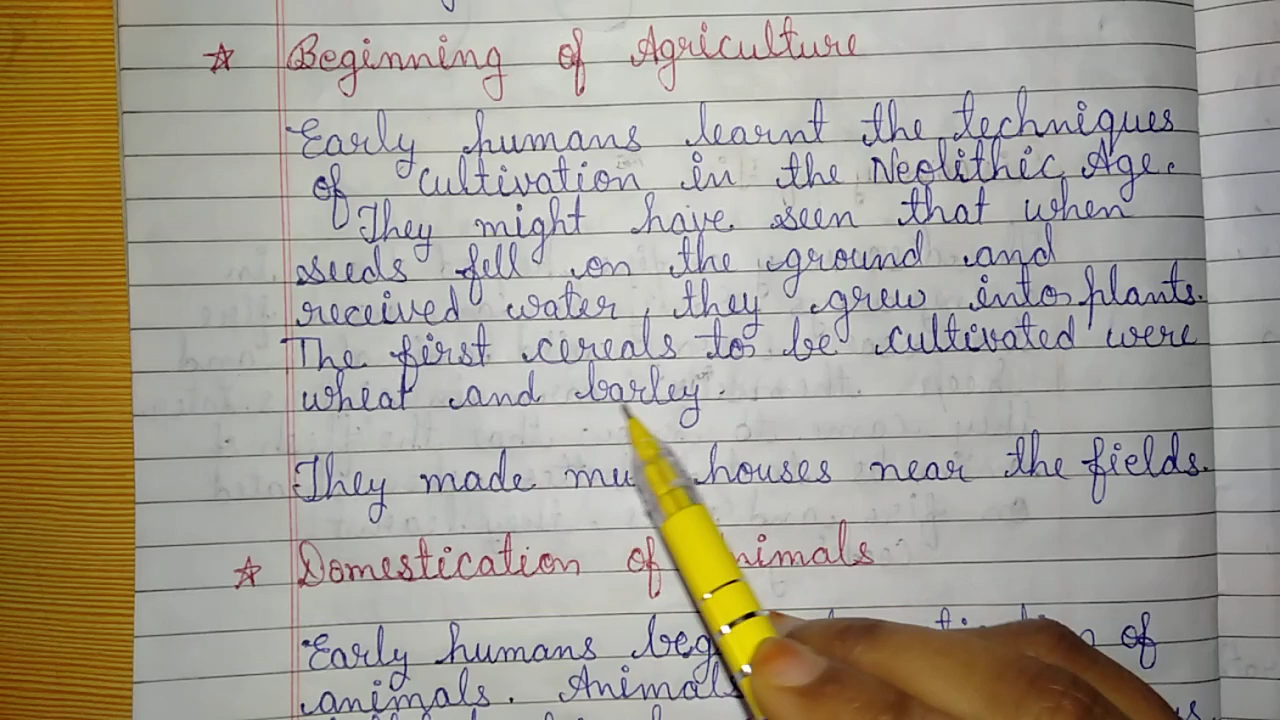 ☆ Beginning of Agriculture
Early humans learnt the techniques
of cultivation in the Neolithic Age.
They might have seen that when
seeds fell on the ground and
received water, they grew into plants.
The first cereals to be cultivated were
wheat and barley.
They made houses near the fields.
☆ Domestication of
Early humans of
animals.